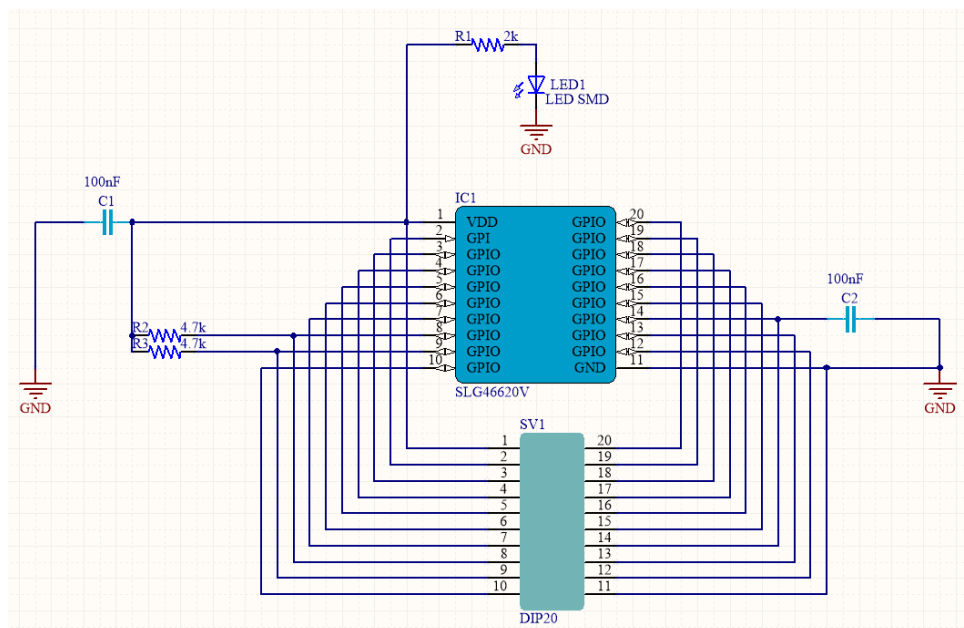 R1 2k
LED1
LED SMD
GND
100nF
C1
IC1
1 VDD GPIO 20
2 GPI GPIO 19
3 GPIO GPIO 18
4 GPIO GPIO 17
5 GPIO GPIO 16
6 GPIO GPIO 15
7 GPIO GPIO 14
8 GPIO GPIO 13
9 GPIO GPIO 12
10 GPIO GND 11
100nF
C2
R2 4.7k
R3 4.7k
SLG46620V
GND
GND
SV1
1 20
2 19
3 18
4 17
5 16
6 15
7 14
8 13
9 12
10 11
DIP20